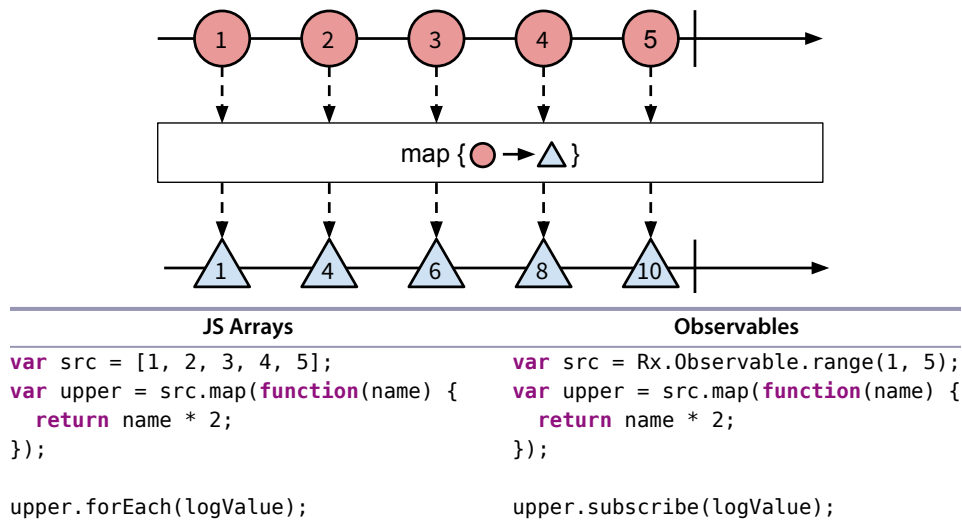 1 2 3 4 5
map { → }
1 4 6 8 10
JS Arrays Observables
var src = [1, 2, 3, 4, 5]; var src = Rx.Observable.range(1, 5);
var upper = src.map(function(name) { var upper = src.map(function(name) {
return name * 2; return name * 2;
}); });
upper.forEach(logValue); upper.subscribe(logValue);